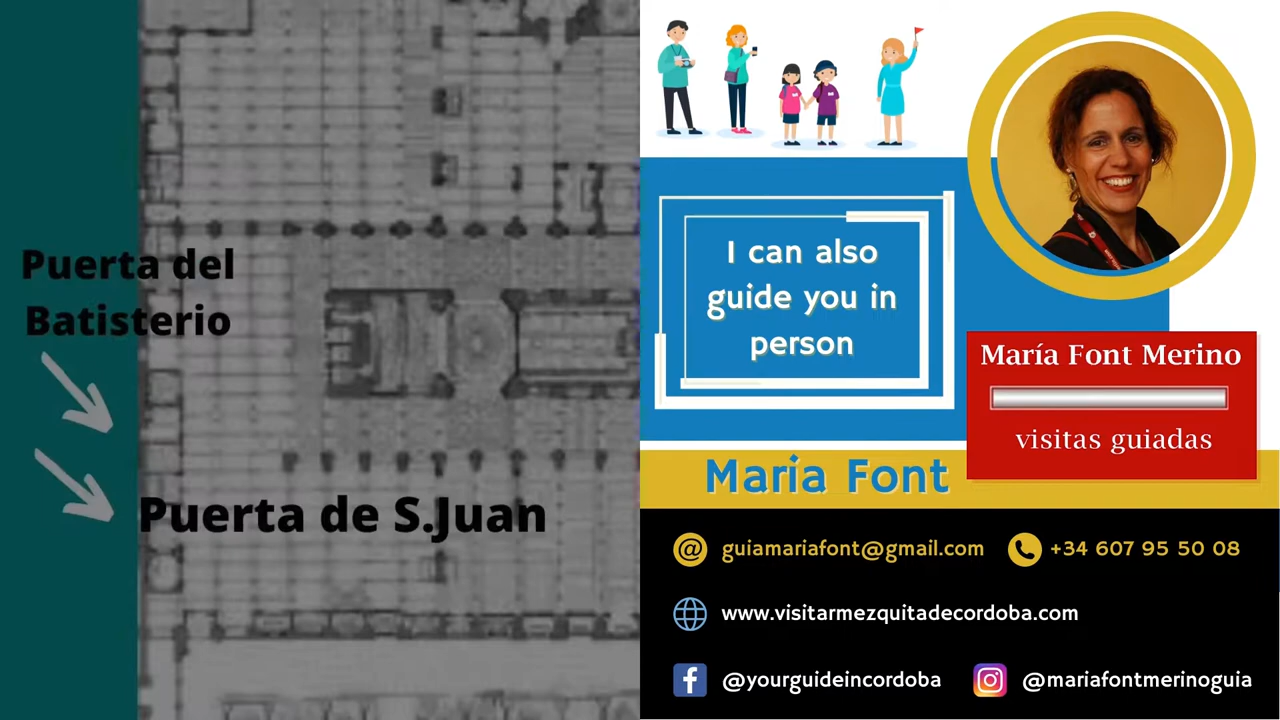 Puerta del
Batisterio
Puerta de S.Juan
I can also
guide you in
person
María Font Merino
visitas guiadas
Maria Font
guiamariafont@gmail.com
+34 607 95 50 08
www.visitarmezquitadecordoba.com
@yourguideincordoba
@mariafontmerinoguia